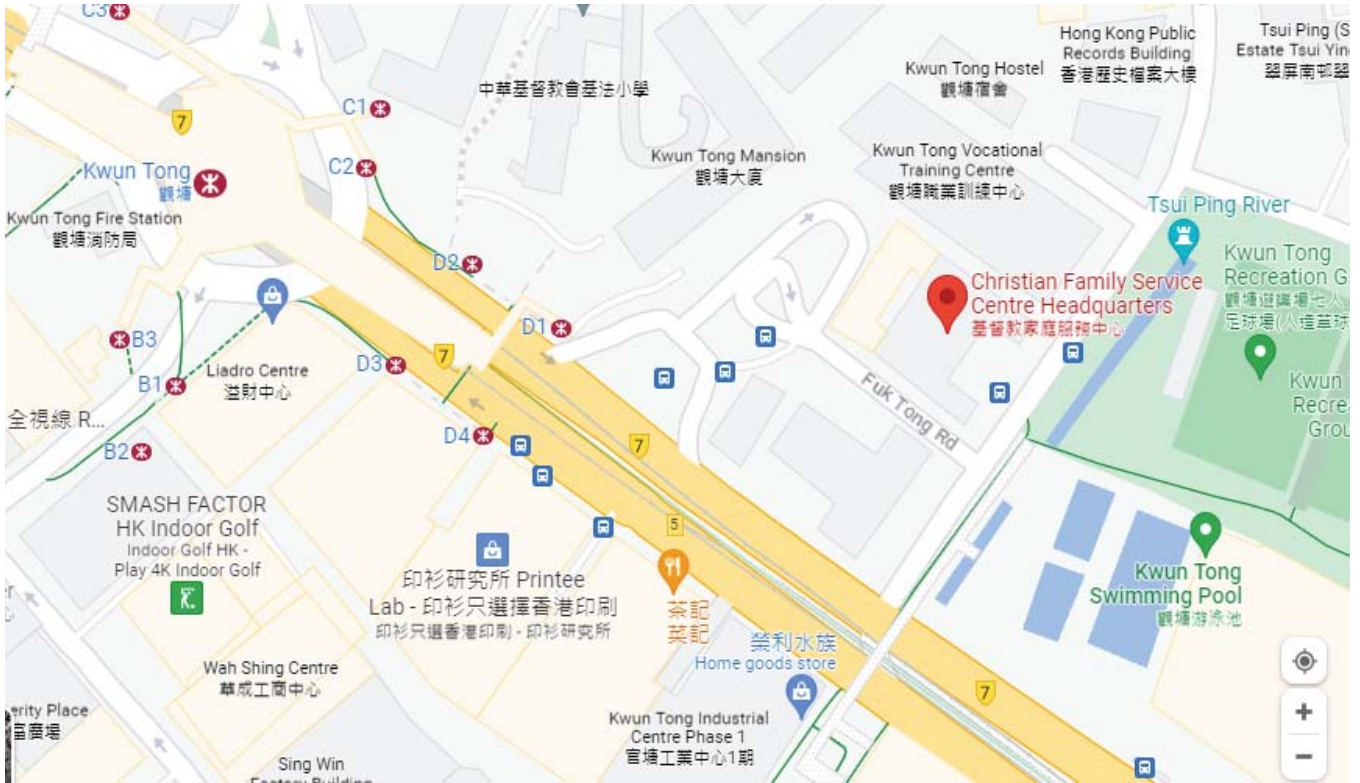 C3
Hong Kong Public
Records Building
香港歷史檔案大樓
Tsui Ping (S
Estate Tsui Yin
翠屏南邨翠
Kwun Tong Hostel
觀塘宿舍
中華基督教會基法小學
C1
7
C2
Kwun Tong
觀塘
Kwun Tong Mansion
觀塘大廈
Kwun Tong Vocational
Training Centre
觀塘職業訓練中心
Tsui Ping River
Kwun Tong Fire Station
觀塘消防局
D2
Kwun Tong
Recreation G
觀塘遊樂場七人
足球場(人造草球
Christian Family Service
Centre Headquarters
基督教家庭服務中心
D1
B3
7
D3
Liadro Centre
溢財中心
B1
Fuk Tong Rd
Kwun
Recre
Grou
全視線 R...
D4
7
B2
SMASH FACTOR
HK Indoor Golf
Indoor Golf HK -
Play 4K Indoor Golf
5
印衫研究所 Printee
Lab - 印衫只選擇香港印刷
印衫只選香港印刷 - 印衫研究所
茶記
菜記
Kwun Tong
Swimming Pool
觀塘游泳池
榮利水族
Home goods store
Wah Shing Centre
華成工商中心
7
erity Place
富廣場
Kwun Tong Industrial
Centre Phase 1
官塘工業中心1期
Sing Win
Factory Building
+
−